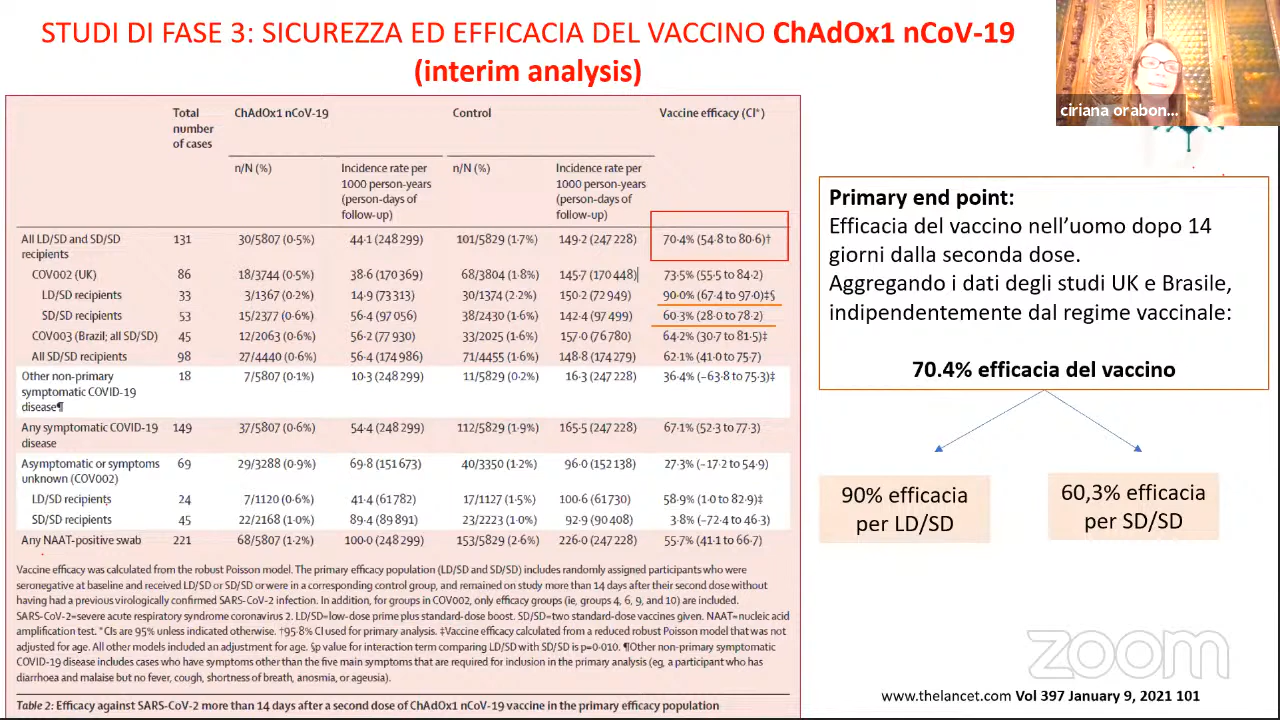 STUDI DI FASE 3: SICUREZZA ED EFFICACIA DEL VACCINO ChAdOx1 nCoV-19
(interim analysis)
ciriana orabon...
Total number of cases
ChAdOx1 nCoV-19
Control
Vaccine efficacy (CI*)
n/N (%)
Incidence rate per 1000 person-years (person-days of follow-up)
n/N (%)
Incidence rate per 1000 person-years (person-days of follow-up)
All LD/SD and SD/SD recipients 131 30/5807 (0·5%) 44·1 (248 299) 101/5829 (1·7%) 149·2 (247 228) 70·4% (54·8 to 80·6)†
COV002 (UK) 86 18/3744 (0·5%) 38·6 (170 369) 68/3804 (1·8%) 145·7 (170 448) 73·5% (55·5 to 84·2)
LD/SD recipients 33 3/1367 (0·2%) 14·9 (73 313) 30/1374 (2·2%) 150·2 (72 949) 90·0% (67·4 to 97·0)‡§
SD/SD recipients 53 15/2377 (0·6%) 56·4 (97 056) 38/2430 (1·6%) 142·4 (97 499) 60·3% (28·0 to 78·2)
COV003 (Brazil; all SD/SD) 45 12/2063 (0·6%) 56·2 (77 930) 33/2025 (1·6%) 157·0 (76 780) 64·2% (30·7 to 81·5)‡
All SD/SD recipients 98 27/4440 (0·6%) 56·4 (174 986) 71/4455 (1·6%) 148·8 (174 279) 62·1% (41·0 to 75·7)
Other non-primary symptomatic COVID-19 disease¶ 18 7/5807 (0·1%) 10·3 (248 299) 11/5829 (0·2%) 16·3 (247 228) 36·4% (−63·8 to 75·3)‡
Any symptomatic COVID-19 disease 149 37/5807 (0·6%) 54·4 (248 299) 112/5829 (1·9%) 165·5 (247 228) 67·1% (52·3 to 77·3)
Asymptomatic or symptoms unknown (COV002) 69 29/3288 (0·9%) 69·8 (151 673) 40/3350 (1·2%) 96·0 (152 138) 27·3% (−17·2 to 54·9)
LD/SD recipients 24 7/1120 (0·6%) 41·4 (61 782) 17/1127 (1·5%) 100·6 (61 730) 58·9% (1·0 to 82·9)‡
SD/SD recipients 45 22/2168 (1·0%) 89·4 (89 891) 23/2223 (1·0%) 92·9 (90 408) 3·8% (−72·4 to 46·3)
Any NAAT-positive swab 221 68/5807 (1·2%) 100·0 (248 299) 153/5829 (2·6%) 226·0 (247 228) 55·7% (41·1 to 66·7)
Vaccine efficacy was calculated from the robust Poisson model. The primary efficacy population (LD/SD and SD/SD) includes randomly assigned participants who were
seronegative at baseline and received LD/SD or SD/SD or were in a corresponding control group, and remained on study more than 14 days after their second dose without
having had a previous virologically confirmed SARS-CoV-2 infection. In addition, for groups in COV002, only efficacy groups (ie, groups 4, 6, 9, and 10) are included.
SARS-CoV-2=severe acute respiratory syndrome coronavirus 2. LD/SD=low-dose prime plus standard-dose boost. SD/SD=two standard-dose vaccines given. NAAT=nucleic acid
amplification test. *CIs are 95% unless indicated otherwise. †95·8% CI used for primary analysis. ‡Vaccine efficacy calculated from a reduced robust Poisson model that was not
adjusted for age. All other models included an adjustment for age. §p value for interaction term comparing LD/SD with SD/SD is p=0·010. ¶Other non-primary symptomatic
COVID-19 disease includes cases who have symptoms other than the five main symptoms that are required for inclusion in the primary analysis (eg, a participant who has
diarrhoea and malaise but no fever, cough, shortness of breath, anosmia, or ageusia).
Table 2: Efficacy against SARS-CoV-2 more than 14 days after a second dose of ChAdOx1 nCoV-19 vaccine in the primary efficacy population
Primary end point:
Efficacia del vaccino nell’uomo dopo 14
giorni dalla seconda dose.
Aggregando i dati degli studi UK e Brasile,
indipendentemente dal regime vaccinale:
70.4% efficacia del vaccino
90% efficacia
per LD/SD
60,3% efficacia
per SD/SD
zoom
www.thelancet.com Vol 397 January 9, 2021 101